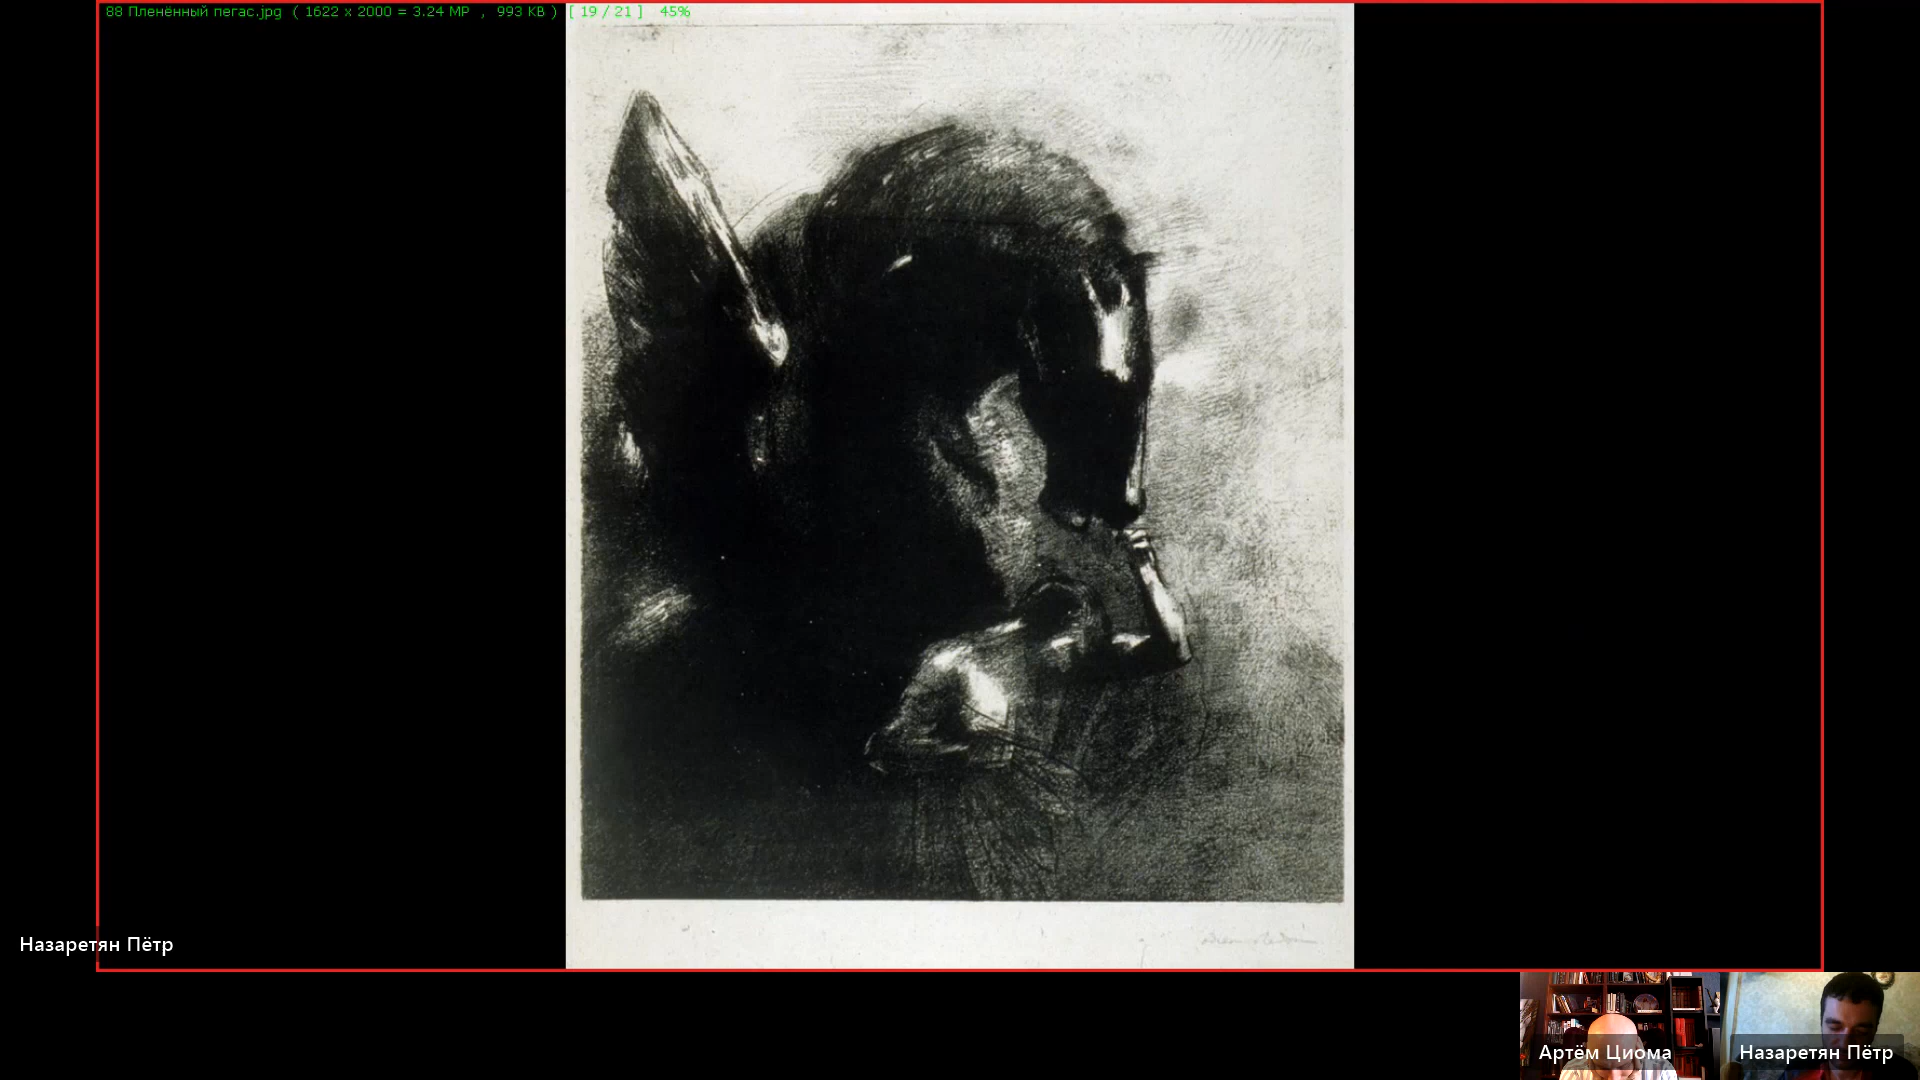 88 Пленённый пегас.jpg ( 1622 x 2000 = 3.24 MP , 993 KB ) [ 19 / 21 ] 45%
Назаретян Пётр
Артём Циома
Назаретян Пётр